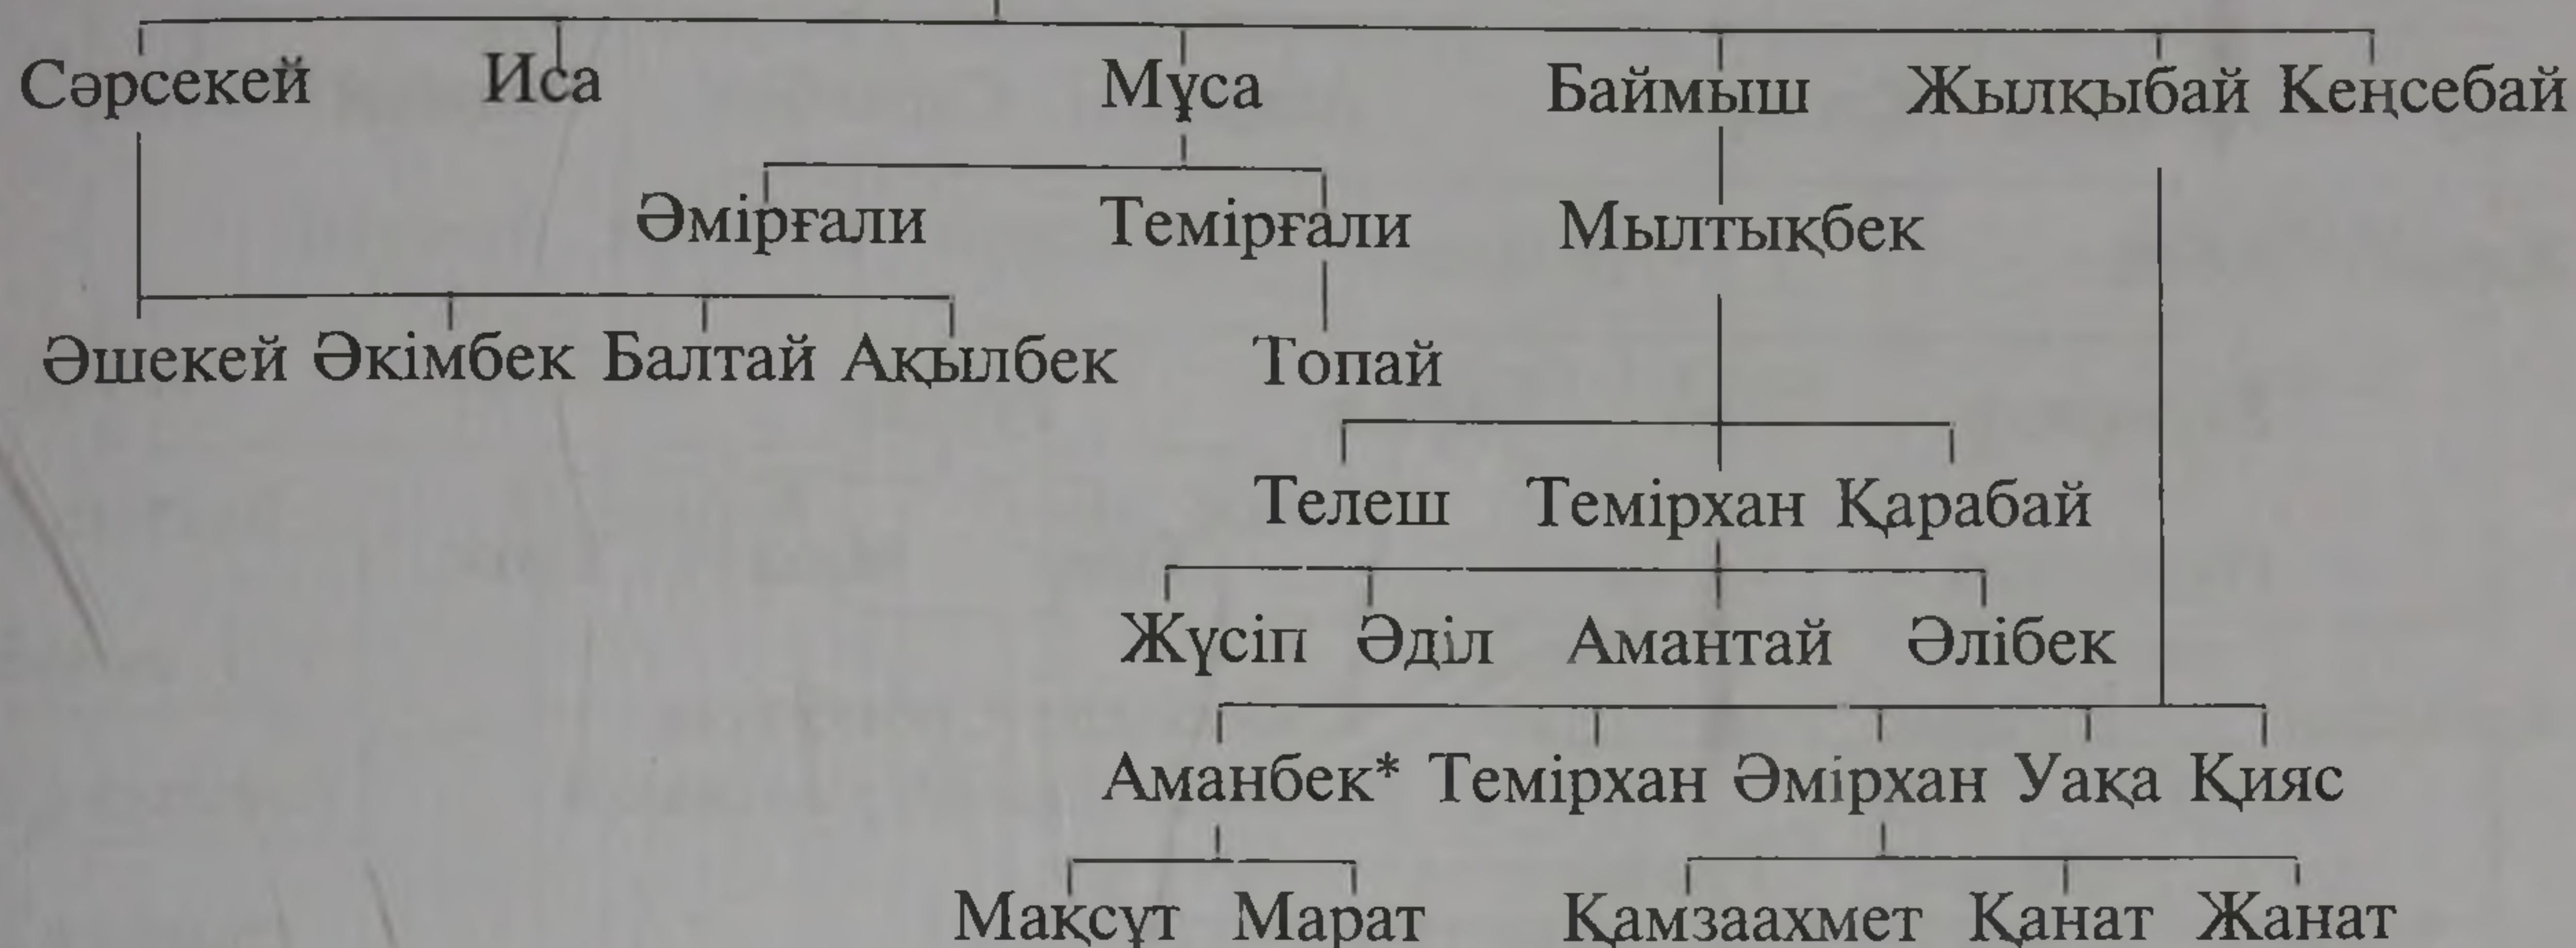 Сәрсекей Иса Мұса Баймыш Жылқыбай Кеңсебай
Әмірғали Темірғали Мылтықбек
Әшекей Әкімбек Балтай Ақылбек Топай
Телеш Темірхан Қарабай
Жүсіп Әділ Амантай Әлібек
Аманбек* Темірхан Әмірхан Уақа Қияс
Мақсұт Марат Қамзаахмет Қанат Жанат